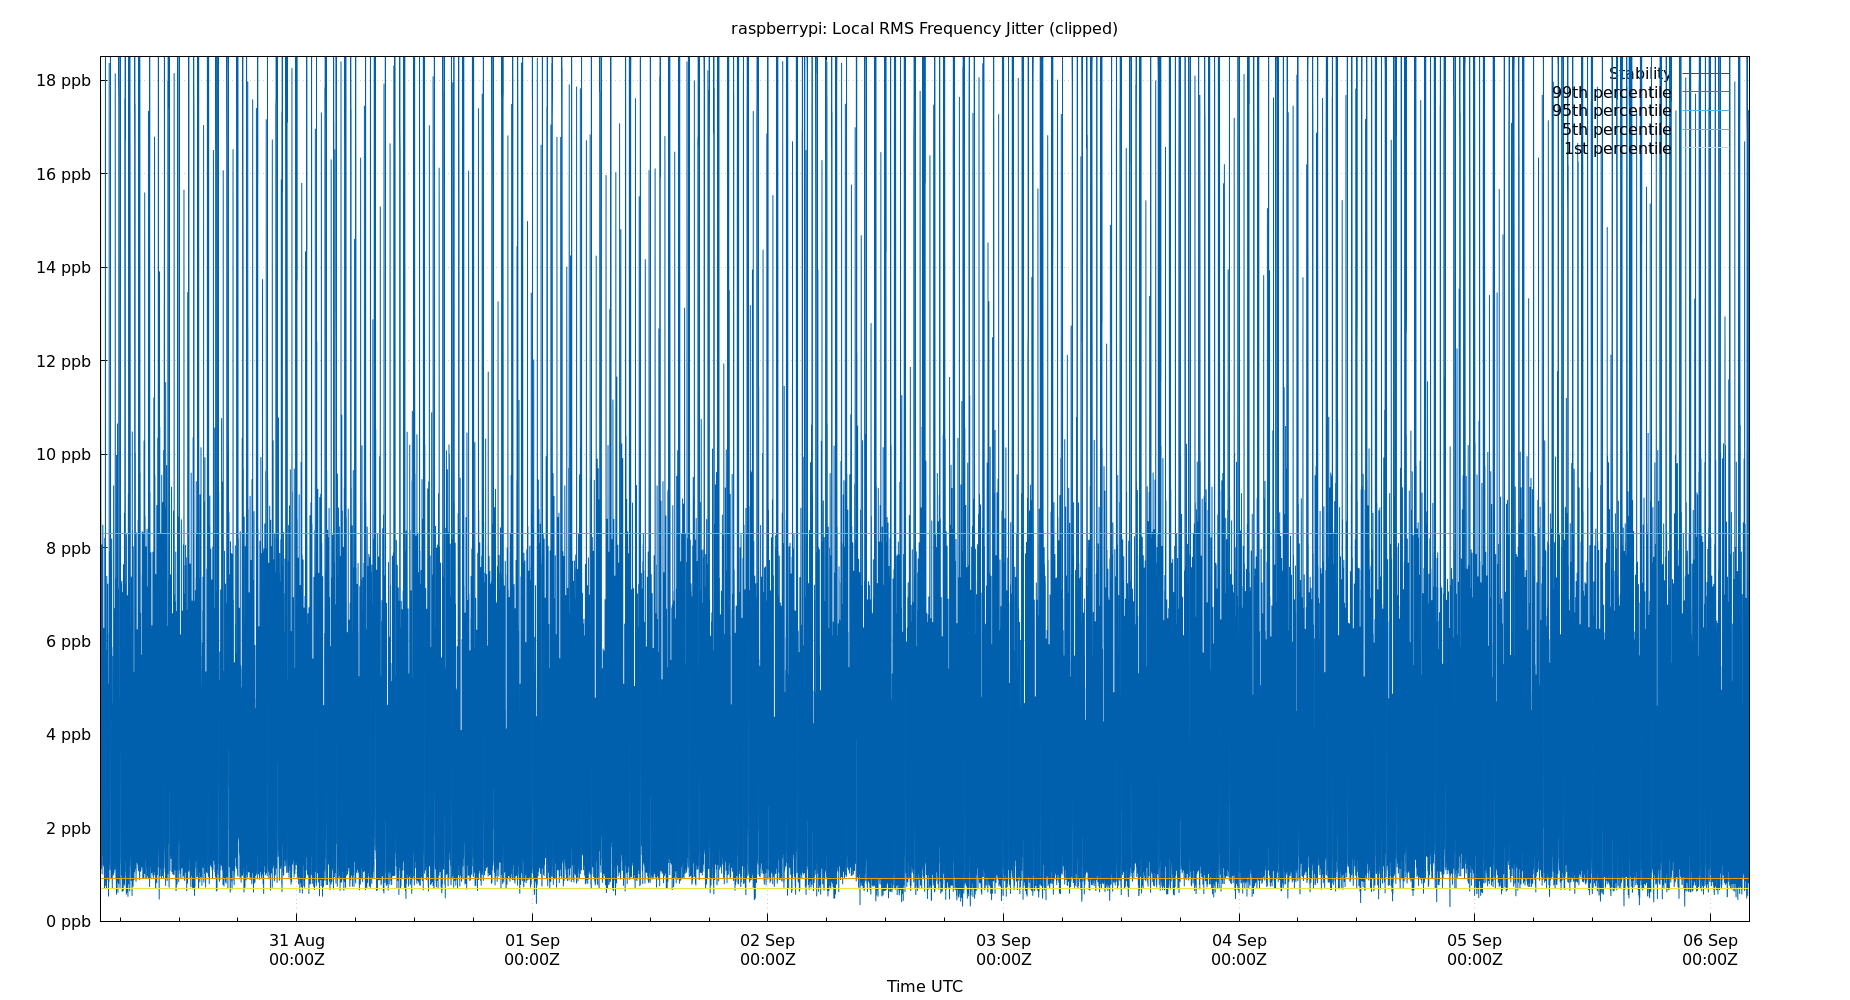 raspberrypi: Local RMS Frequency Jitter (clipped)
18 ppb
16 ppb
14 ppb
12 ppb
10 ppb
8 ppb
6 ppb
4 ppb
2 ppb
0 ppb
Stability
99th percentile
95th percentile
5th percentile
1st percentile
31 Aug
00:00Z
01 Sep
00:00Z
02 Sep
00:00Z
03 Sep
00:00Z
04 Sep
00:00Z
05 Sep
00:00Z
06 Sep
00:00Z
Time UTC